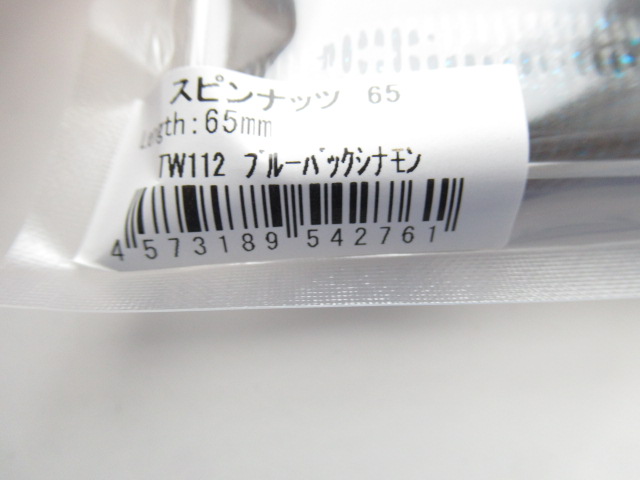 スピンナッツ 65
Length:65mm
TW112 ブルーバックシナモン
4 573189 542761